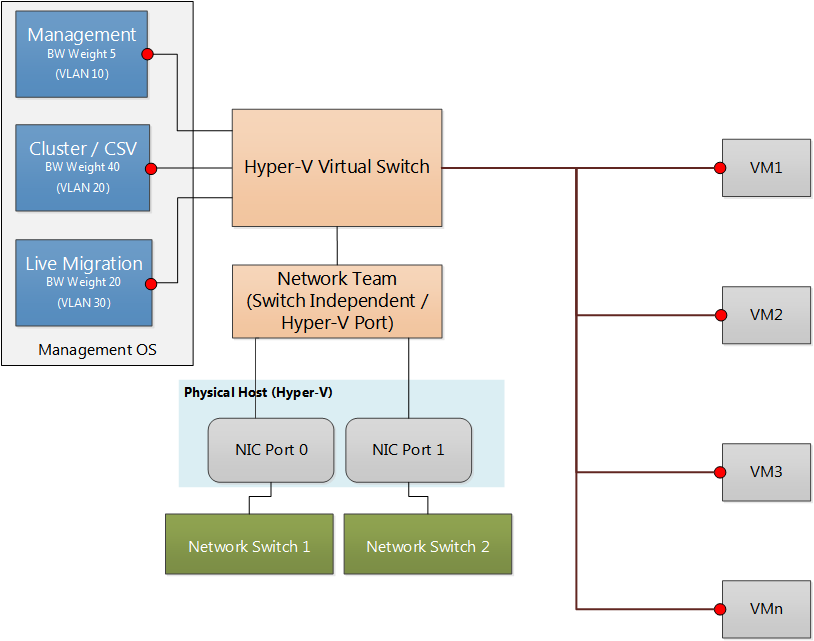 Management
BW Weight 5
(VLAN 10)
Cluster / CSV
BW Weight 40
(VLAN 20)
Live Migration
BW Weight 20
(VLAN 30)
Management OS
Hyper-V Virtual Switch
Network Team
(Switch Independent /
Hyper-V Port)
Physical Host (Hyper-V)
NIC Port 0
NIC Port 1
Network Switch 1
Network Switch 2
VM1
VM2
VM3
VMn